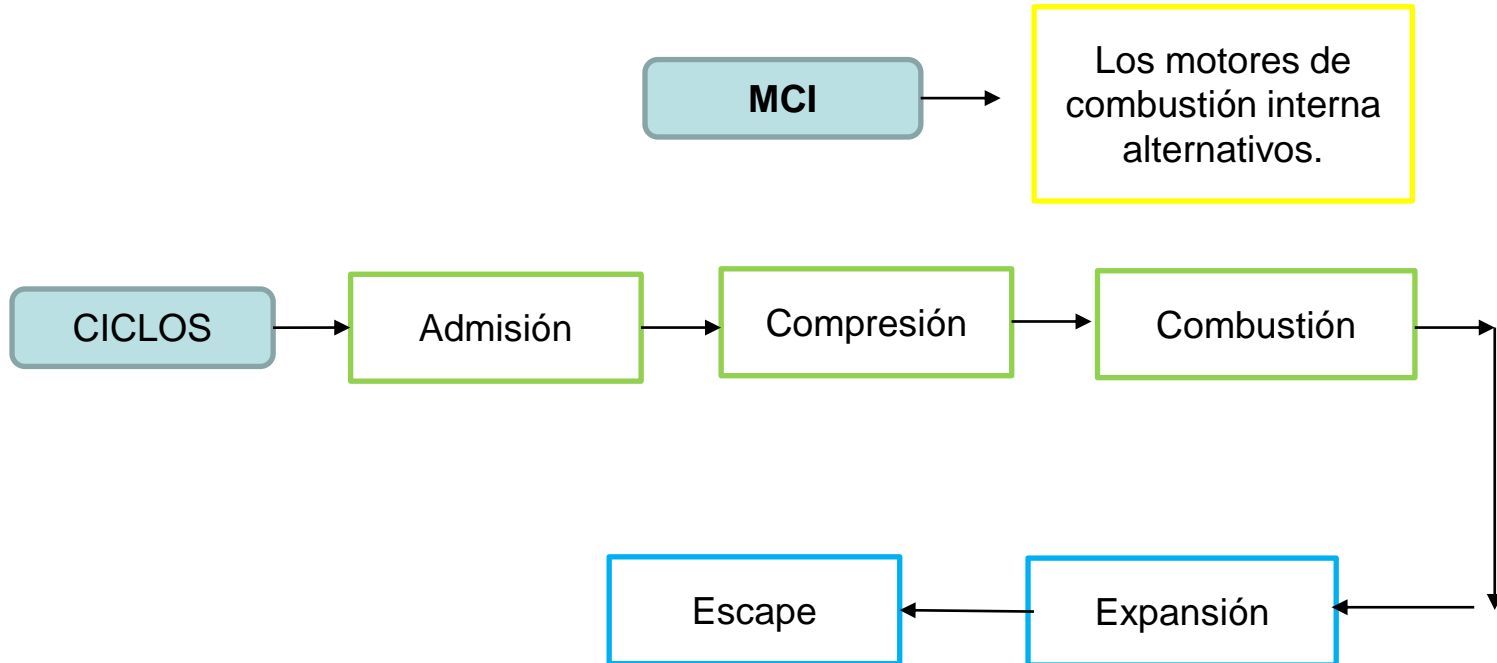 MCI
Los motores de
combustión interna
alternativos.
CICLOS
Admisión
Compresión
Combustión
Expansión
Escape